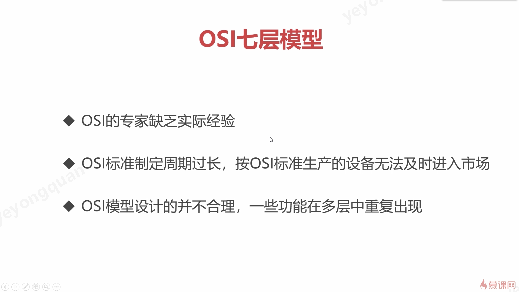 OSI七层模型
◆ OSI的专家缺乏实际经验
◆ OSI标准制定周期过长，按OSI标准生产的设备无法及时进入市场
◆ OSI模型设计的并不合理，一些功能在多层中重复出现
yeyongquan
慕课网